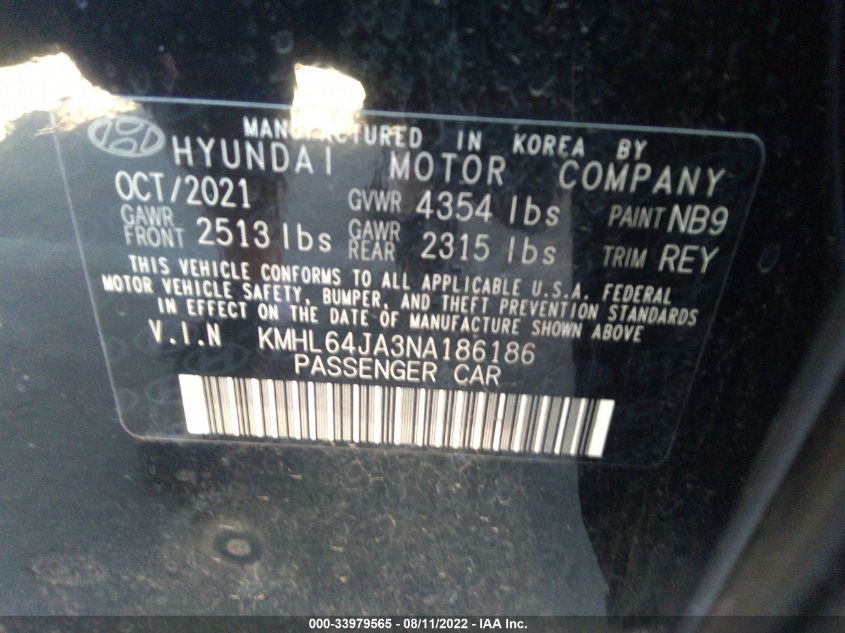 MANUFACTURED IN KOREA BY
HYUNDAI MOTOR COMPANY
OCT/2021 GVWR 4354 lbs PAINT NB9
GAWR FRONT 2513 lbs GAWR REAR 2315 lbs TRIM REY
THIS VEHICLE CONFORMS TO ALL APPLICABLE U.S.A. FEDERAL
MOTOR VEHICLE SAFETY, BUMPER, AND THEFT PREVENTION STANDARDS
IN EFFECT ON THE DATE OF MANUFACTURE SHOWN ABOVE
V.I.N KMHL64JA3NA186186
PASSENGER CAR
000-33979565 - 08/11/2022 - IAA Inc.